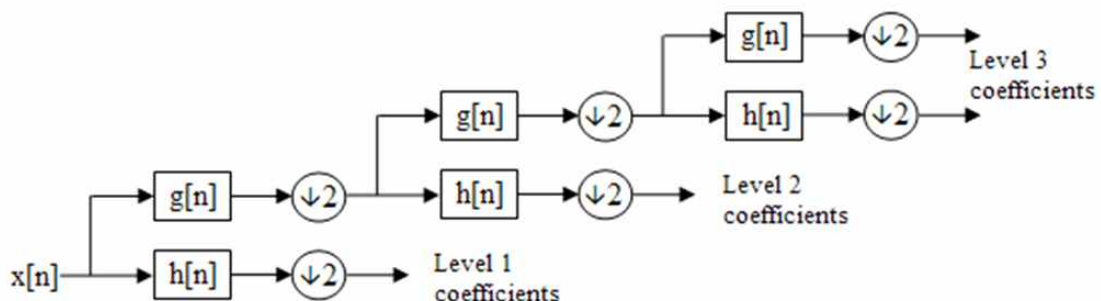 g[n] ↓2
Level 3
coefficients
g[n] ↓2 h[n] ↓2
g[n] ↓2 h[n] ↓2 Level 2
coefficients
x[n] h[n] ↓2 Level 1
coefficients